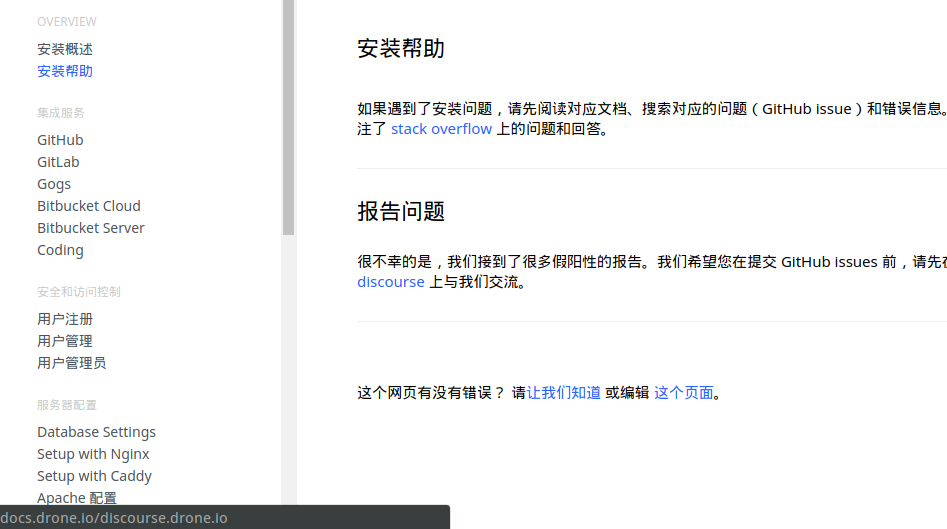 OVERVIEW
安装概述
安装帮助
集成服务
GitHub
GitLab
Gogs
Bitbucket Cloud
Bitbucket Server
Coding
安全和访问控制
用户注册
用户管理
用户管理员
服务器配置
Database Settings
Setup with Nginx
Setup with Caddy
Apache 配置
安装帮助
如果遇到了安装问题，请先阅读对应文档、搜索对应的问题（GitHub issue）和错误信息。
注了 stack overflow 上的问题和回答。
报告问题
很不幸的是，我们接到了很多假阳性的报告。我们希望您在提交 GitHub issues 前，请先在
discourse 上与我们交流。
这个网页有没有错误？ 请让我们知道 或编辑 这个页面。
docs.drone.io/discourse.drone.io